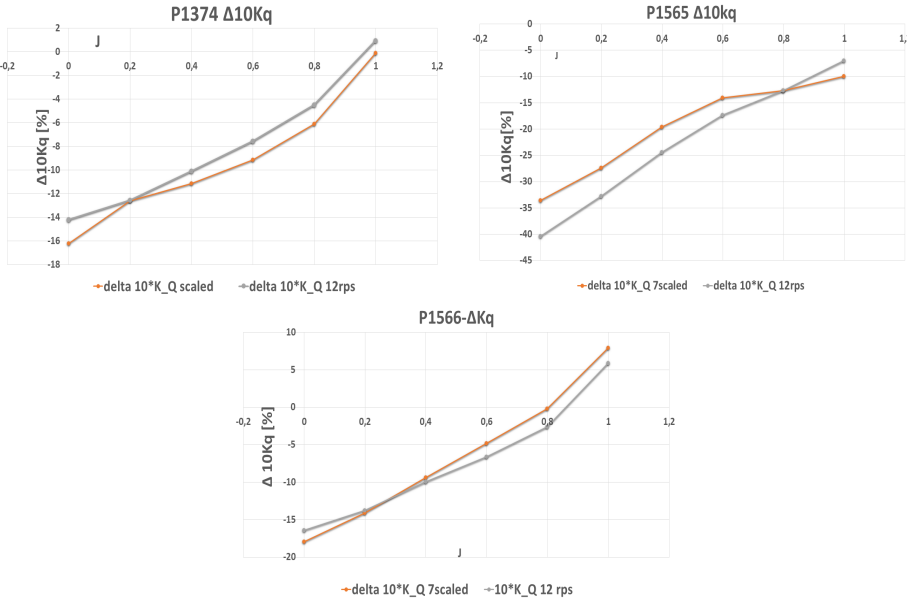 P1374 Δ10Kq
2
J
0
-0,2 0 0,2 0,4 0,6 0,8 1 1,2
-2
-4
-6
-8
-10
-12
-14
-16
-18
Δ10Kq [%]
delta 10*K_Q scaled delta 10*K_Q 12rps
P1565 Δ10kq
0
-0,2 0 0,2 0,4 0,6 0,8 1 1,
J
-5
-10
-15
-20
-25
-30
-35
-40
-45
Δ10Kq[%]
delta 10*K_Q 7scaled delta 10*K_Q 12rps
P1566-ΔKq
10
5
0
-0,2 0 0,2 0,4 0,6 0,8 1 1,2
-5
-10
-15
-20
J
Δ 10Kq [%]
delta 10*K_Q 7scaled 10*K_Q 12 rps